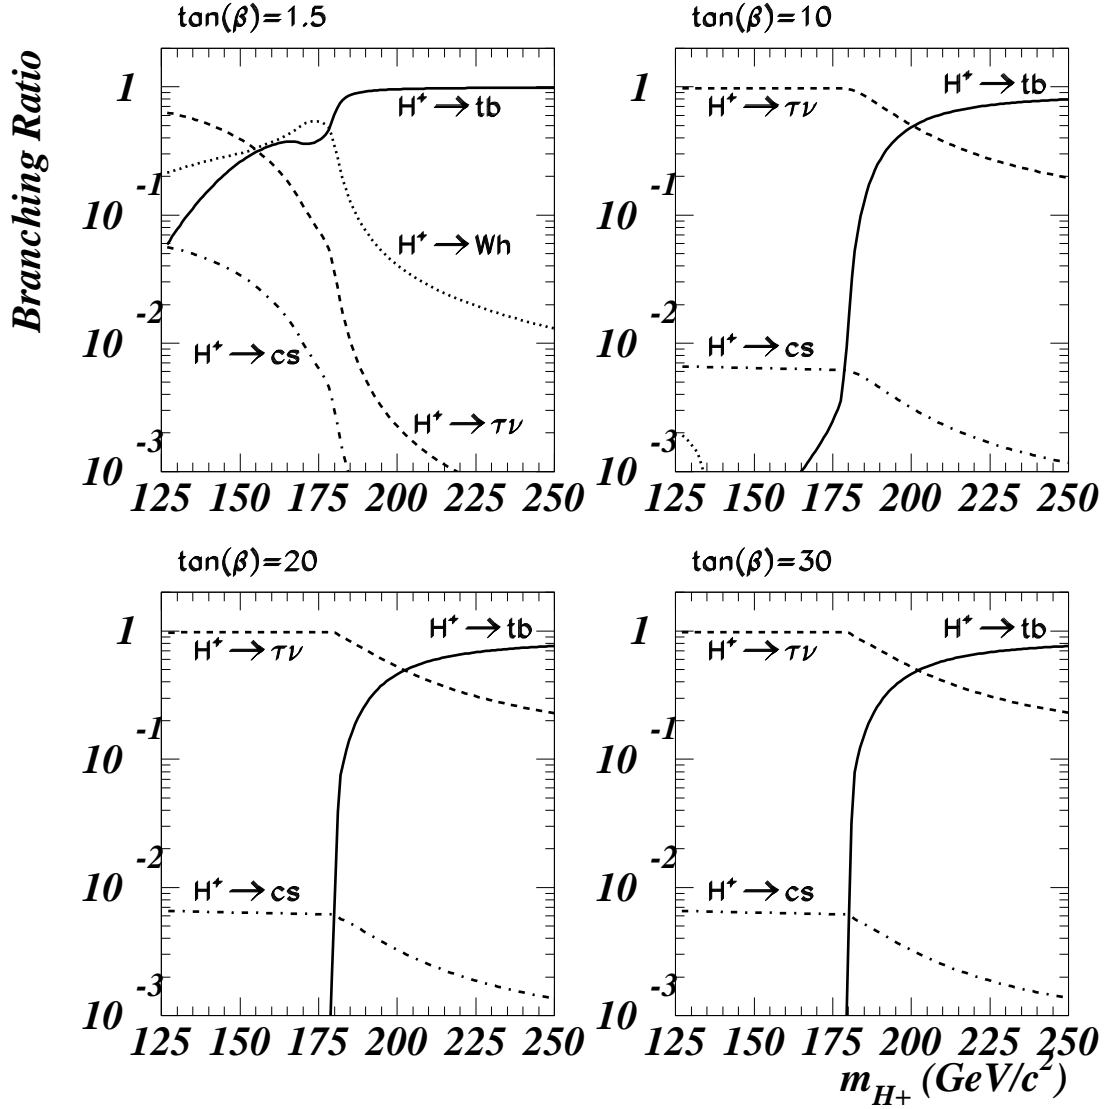 tan(β)=1.5
tan(β)=10
Branching Ratio
1
10⁻¹
10⁻²
10⁻³
H⁺→tb
H⁺→Wh
H⁺→cs
H⁺→τν
125 150 175 200 225 250
1
10⁻¹
10⁻²
10⁻³
H⁺→tb
H⁺→τν
H⁺→cs
125 150 175 200 225 250
tan(β)=20
tan(β)=30
1
10⁻¹
10⁻²
10⁻³
H⁺→tb
H⁺→τν
H⁺→cs
125 150 175 200 225 250
1
10⁻¹
10⁻²
10⁻³
H⁺→tb
H⁺→τν
H⁺→cs
125 150 175 200 225 250
m_H+ (GeV/c²)